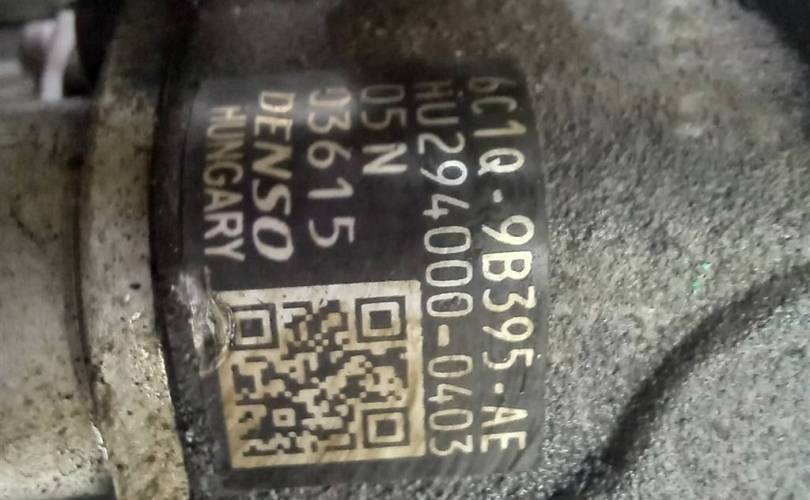 6C1Q-9B395-AE
HU294000-0403
05N
03615
DENSO
HUNGARY